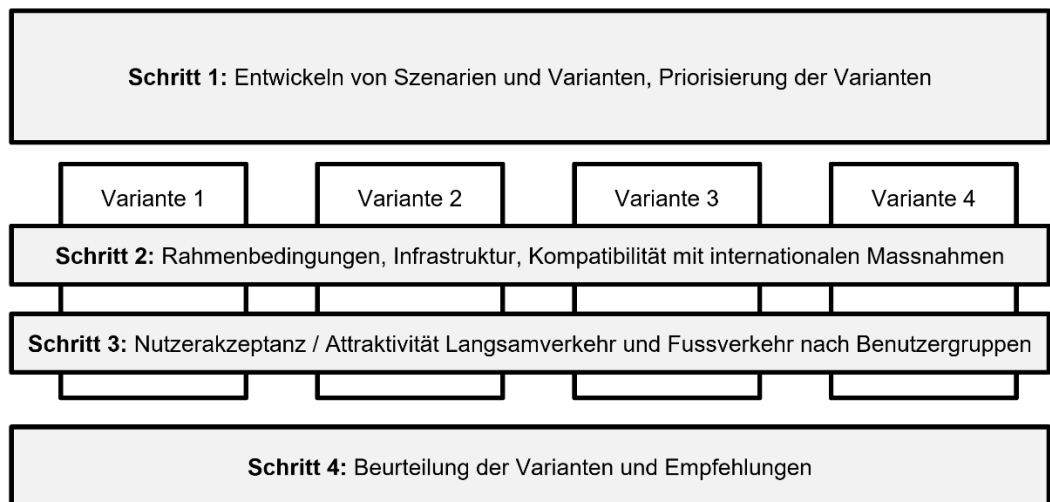 Schritt 1: Entwickeln von Szenarien und Varianten, Priorisierung der Varianten
Variante 1
Variante 2
Variante 3
Variante 4
Schritt 2: Rahmenbedingungen, Infrastruktur, Kompatibilität mit internationalen Massnahmen
Schritt 3: Nutzerakzeptanz / Attraktivität Langsamverkehr und Fussverkehr nach Benutzergruppen
Schritt 4: Beurteilung der Varianten und Empfehlungen